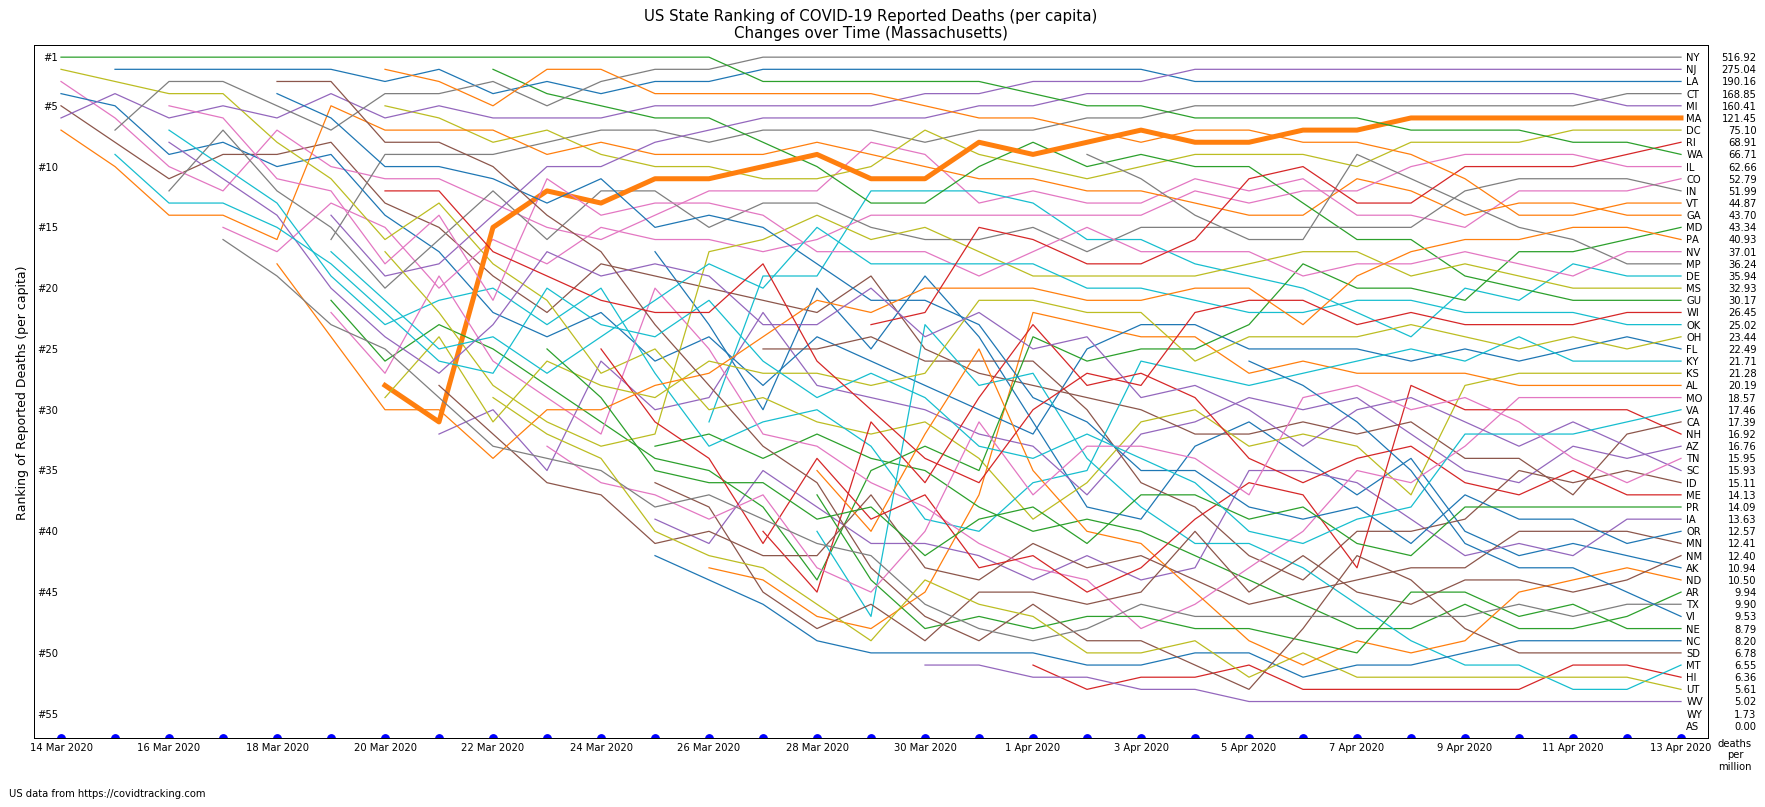 US State Ranking of COVID-19 Reported Deaths (per capita)
Changes over Time (Massachusetts)
Ranking of Reported Deaths (per capita)
#1
#5
#10
#15
#20
#25
#30
#35
#40
#45
#50
#55
NY 516.92
NJ 275.04
LA 190.16
CT 168.85
MI 160.41
MA 121.45
DC 75.10
RI 68.91
WA 66.71
IL 62.66
CO 52.79
IN 51.99
VT 44.87
GA 43.70
MD 43.34
PA 40.93
NV 37.01
MP 36.24
DE 35.94
MS 32.93
GU 30.17
WI 26.45
OK 25.02
OH 23.44
FL 22.49
KY 21.71
KS 21.28
AL 20.19
MO 18.57
VA 17.46
CA 17.39
NH 16.92
AZ 16.76
TN 15.95
SC 15.93
ID 15.11
ME 14.13
PR 14.09
IA 13.63
OR 12.57
MN 12.41
NM 12.40
AK 10.94
ND 10.50
AR 9.94
TX 9.90
VI 9.53
NE 8.79
NC 8.20
SD 6.78
MT 6.55
HI 6.36
UT 5.61
WV 5.02
WY 1.73
AS 0.00
14 Mar 2020 16 Mar 2020 18 Mar 2020 20 Mar 2020 22 Mar 2020 24 Mar 2020 26 Mar 2020 28 Mar 2020 30 Mar 2020 1 Apr 2020 3 Apr 2020 5 Apr 2020 7 Apr 2020 9 Apr 2020 11 Apr 2020 13 Apr 2020
deaths
per
million
US data from https://covidtracking.com